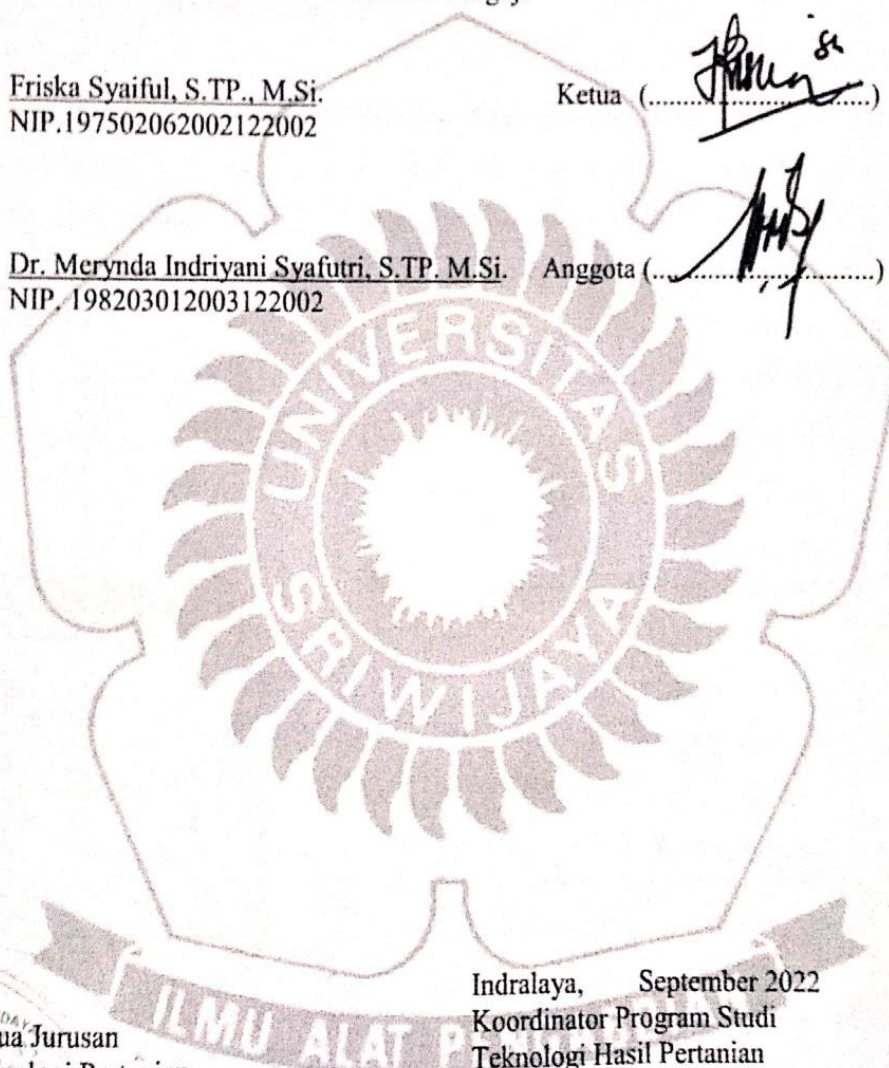 Friska Syaiful, S.TP., M.Si.
NIP.197502062002122002
Ketua (..............................)
Dr. Merynda Indriyani Syafutri, S.TP. M.Si.
NIP. 198203012003122002
Anggota (..............................)
UNIVERSITAS
SRIWIJAYA
ILMU ALAT PENGABDIAN
Indralaya, September 2022
Koordinator Program Studi
Teknologi Hasil Pertanian
Jurusan